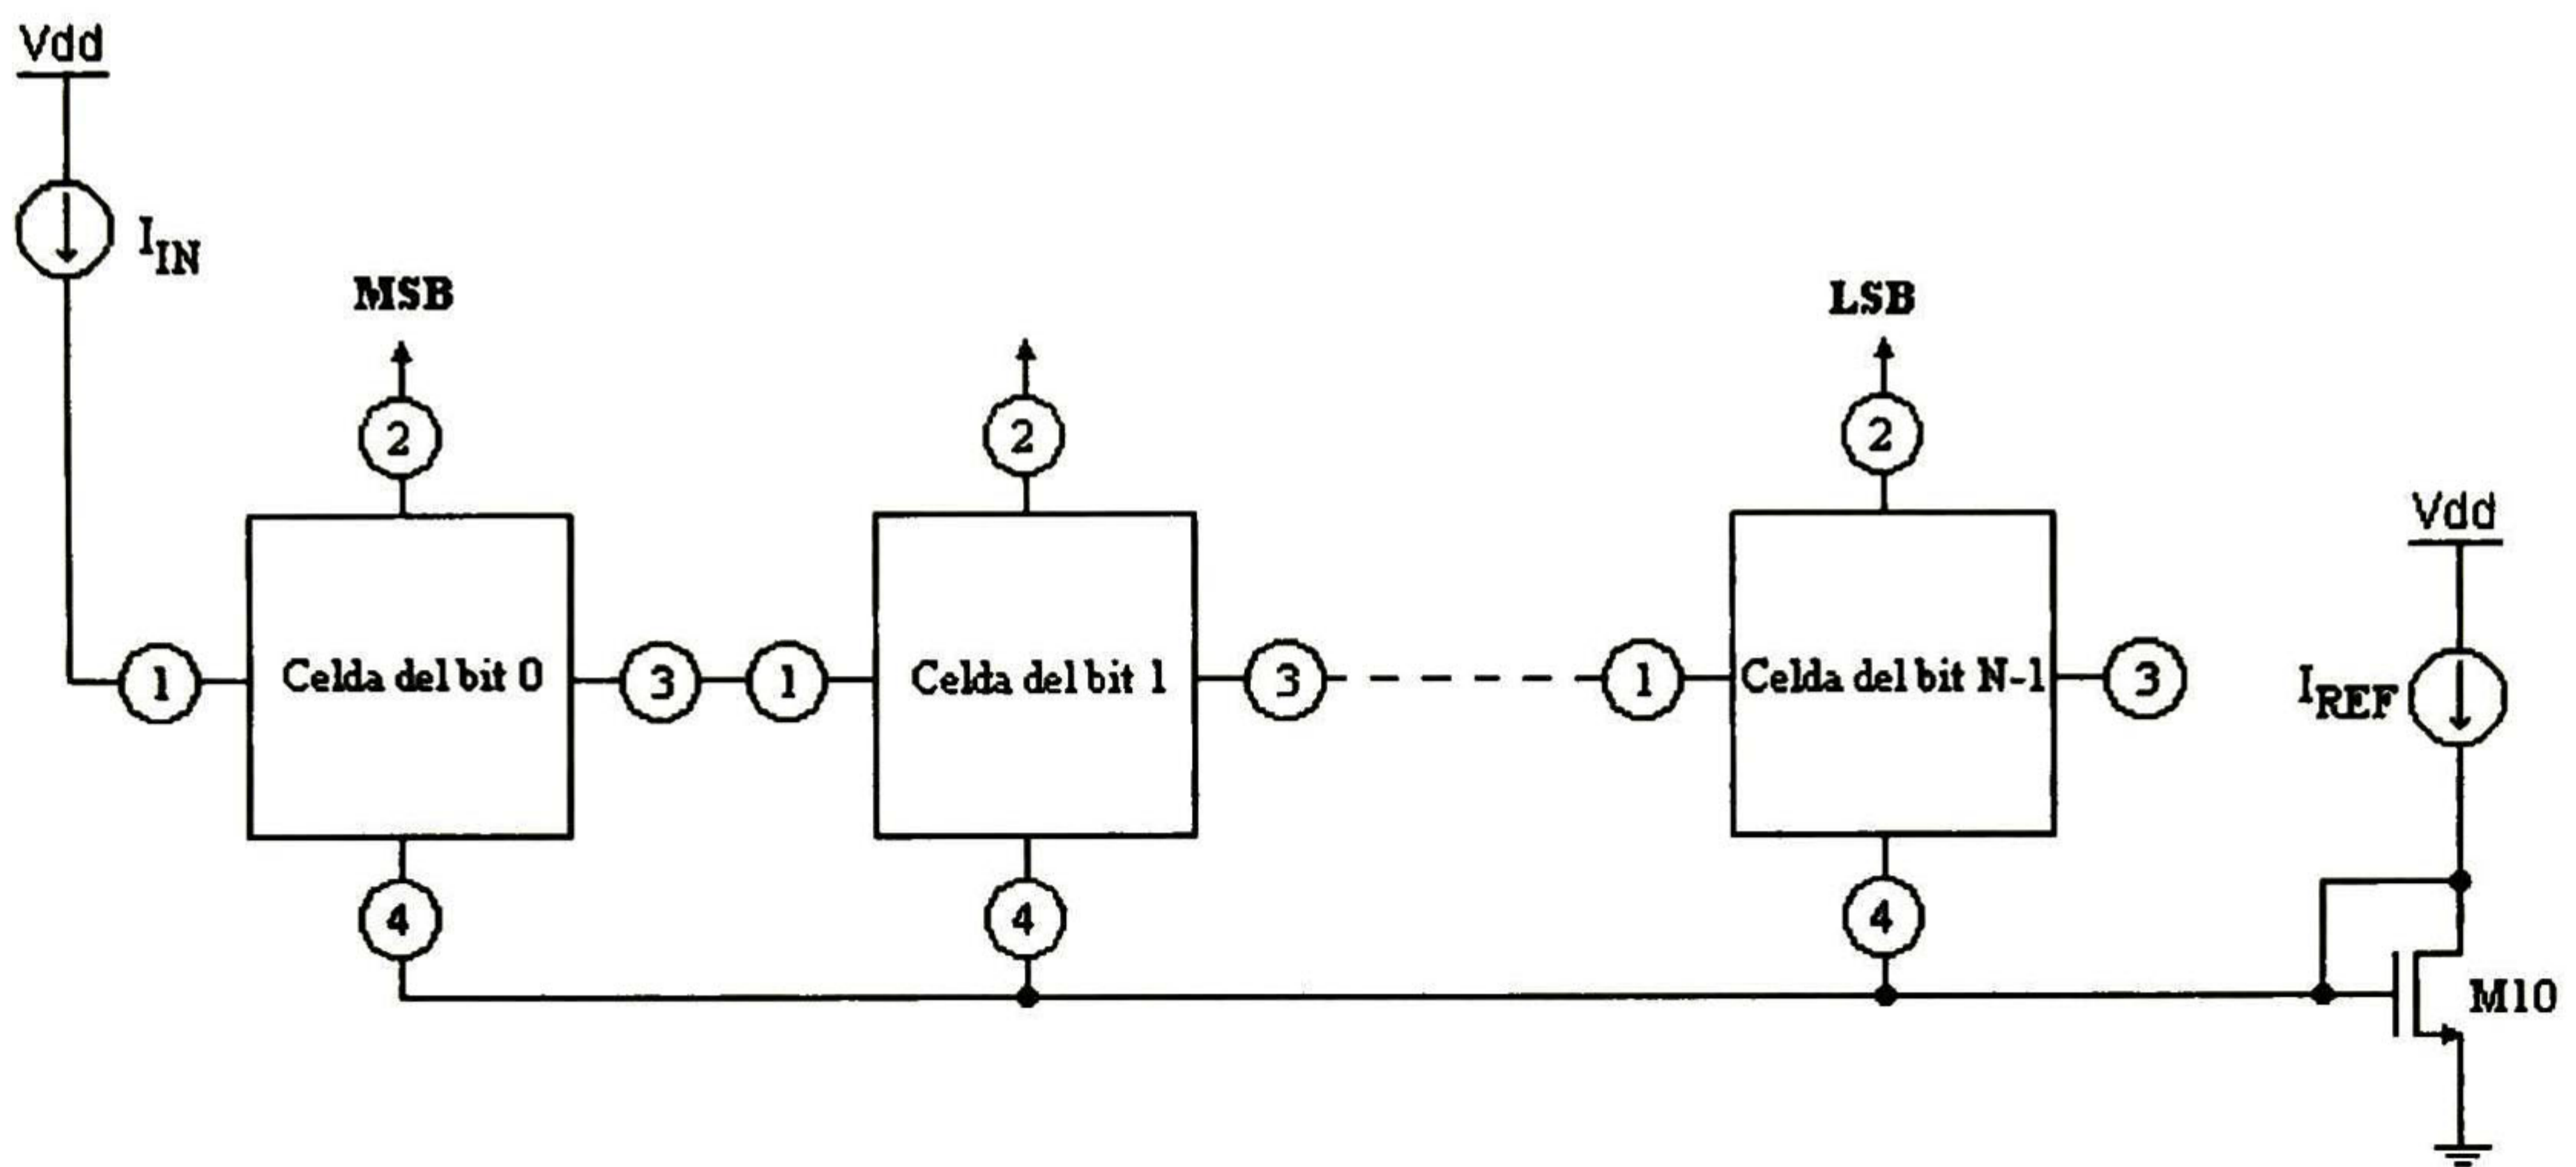 Vdd
I_IN
MSB
LSB
2
2
2
Vdd
1
Celda del bit 0
3
1
Celda del bit 1
3
1
Celda del bit N-1
3
I_REF
4
4
4
M10